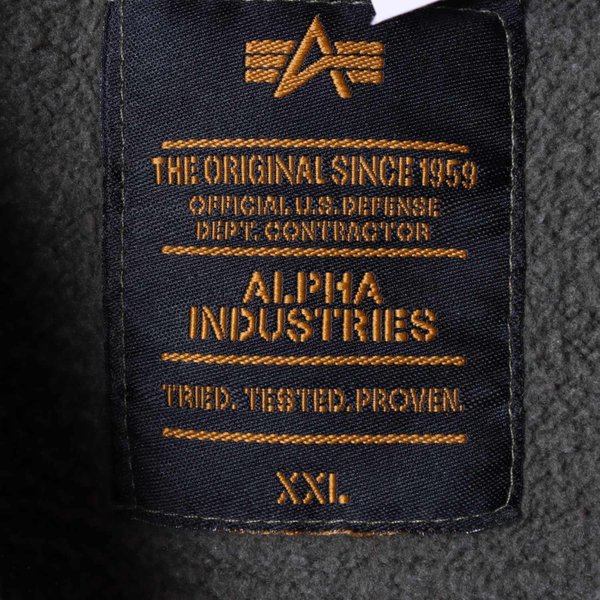 THE ORIGINAL SINCE 1959
OFFICIAL U.S. DEFENSE
DEPT. CONTRACTOR
ALPHA
INDUSTRIES
TRIED. TESTED. PROVEN.
XXL